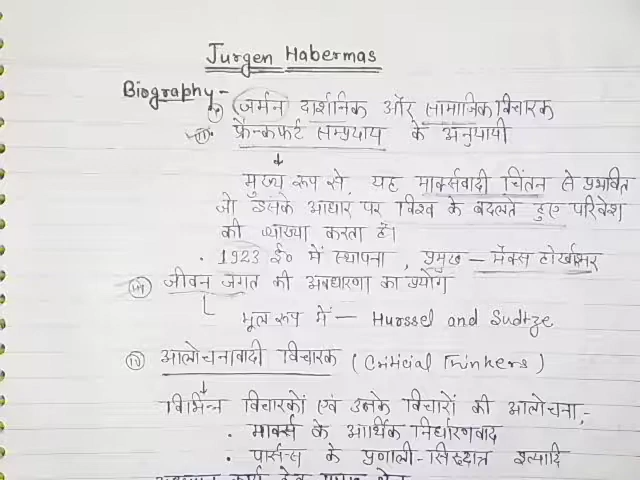 Jurgen Habermas
Biography -
(i) जर्मन दार्शनिक और सामाजिक विचारक
(ii) फ्रैन्कफर्ट सम्प्रदाय के अनुयायी
↓
मुख्य रूप से, यह मार्क्सवादी चिंतन से प्रभावित
जो इसके आधार पर विश्व के बदलते हुए परिवेश
की व्याख्या करता है।
. 1923 ई० में स्थापना , प्रमुख – मैक्स होर्खाइमर
(iii) जीवन जगत की अवधारणा का प्रयोग
मूल रूप में – Hurssel and Sudtze
(iv) आलोचनावादी विचारक (Criticial Thinkers)
↓
विभिन्न विचारकों एवं उनके विचारों की आलोचना,-
. मार्क्स के आर्थिक निर्धारणवाद
. पार्सन्स के प्रणाली-सिद्धान्त इत्यादि